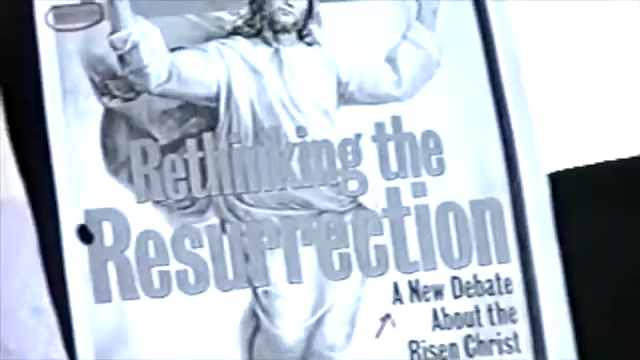 Rethinking the
Resurrection
A New Debate
About the
Risen Christ